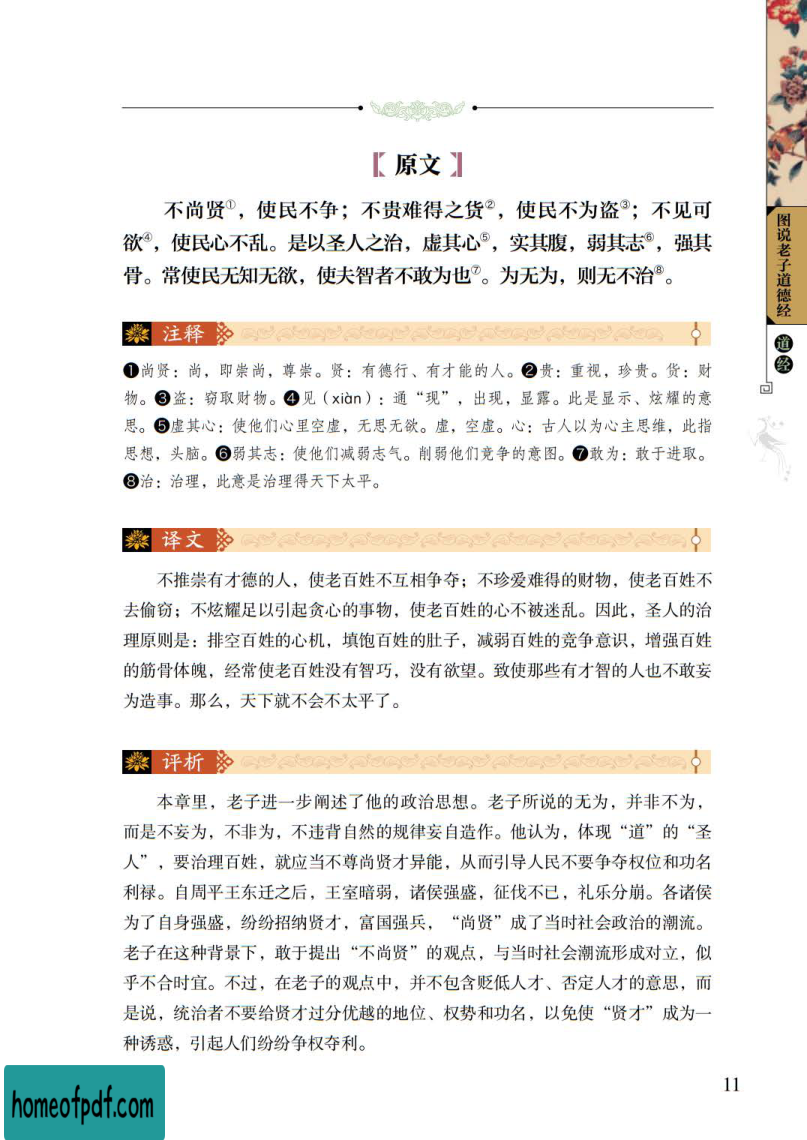 【原文】
不尚贤①，使民不争；不贵难得之货②，使民不为盗③；不见可
欲④，使民心不乱。是以圣人之治，虚其心⑤，实其腹，弱其志⑥，强其
骨。常使民无知无欲，使夫智者不敢为也⑦。为无为，则无不治⑧。
注释
❶尚贤：尚，即崇尚，尊崇。贤：有德行、有才能的人。❷贵：重视，珍贵。货：财
物。❸盗：窃取财物。❹见（xiàn）：通“现”，出现，显露。此是显示、炫耀的意
思。❺虚其心：使他们心里空虚，无思无欲。虚，空虚。心：古人以为心主思维，此指
思想，头脑。❻弱其志：使他们减弱志气。削弱他们竞争的意图。❼敢为：敢于进取。
❽治：治理，此意是治理得天下太平。
译文
不推崇有才德的人，使老百姓不互相争夺；不珍爱难得的财物，使老百姓不
去偷窃；不炫耀足以引起贪心的事物，使老百姓的心不被迷乱。因此，圣人的治
理原则是：排空百姓的心机，填饱百姓的肚子，减弱百姓的竞争意识，增强百姓
的筋骨体魄，经常使老百姓没有智巧，没有欲望。致使那些有才智的人也不敢妄
为造事。那么，天下就不会不太平了。
评析
本章里，老子进一步阐述了他的政治思想。老子所说的无为，并非不为，
而是不妄为，不非为，不违背自然的规律妄自造作。他认为，体现“道”的“圣
人”，要治理百姓，就应当不尊尚贤才异能，从而引导人民不要争夺权位和功名
利禄。自周平王东迁之后，王室暗弱，诸侯强盛，征伐不已，礼乐分崩。各诸侯
为了自身强盛，纷纷招纳贤才，富国强兵，“尚贤”成了当时社会政治的潮流。
老子在这种背景下，敢于提出“不尚贤”的观点，与当时社会潮流形成对立，似
乎不合时宜。不过，在老子的观点中，并不包含贬低人才、否定人才的意思，而
是说，统治者不要给贤才过分优越的地位、权势和功名，以免使“贤才”成为一
种诱惑，引起人们纷纷争权夺利。
图说老子道德经
道经
11
homeofpdf.com